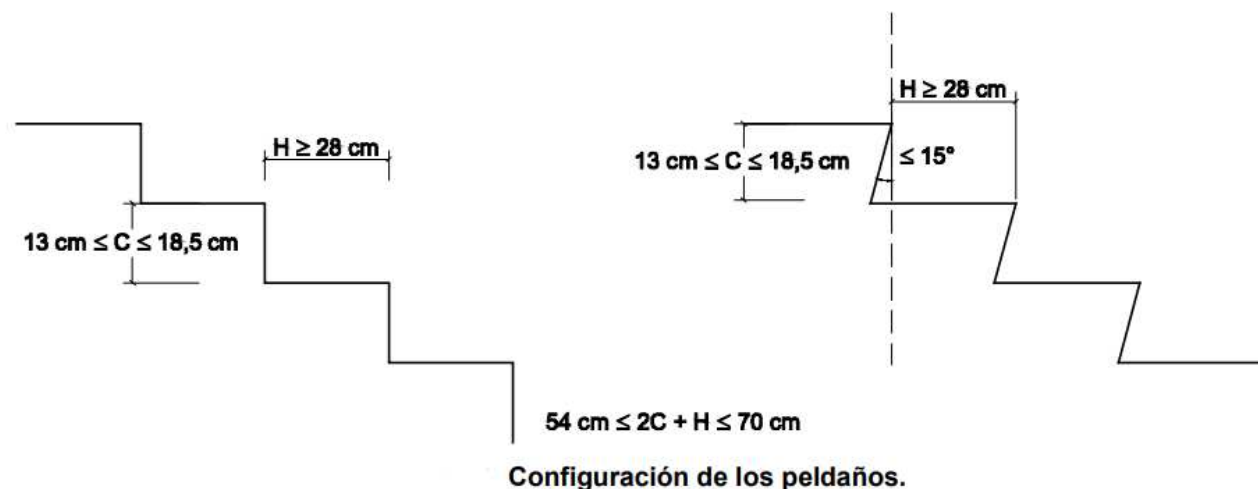 H ≥ 28 cm
13 cm ≤ C ≤ 18,5 cm
H ≥ 28 cm
13 cm ≤ C ≤ 18,5 cm
≤ 15°
54 cm ≤ 2C + H ≤ 70 cm
Configuración de los peldaños.